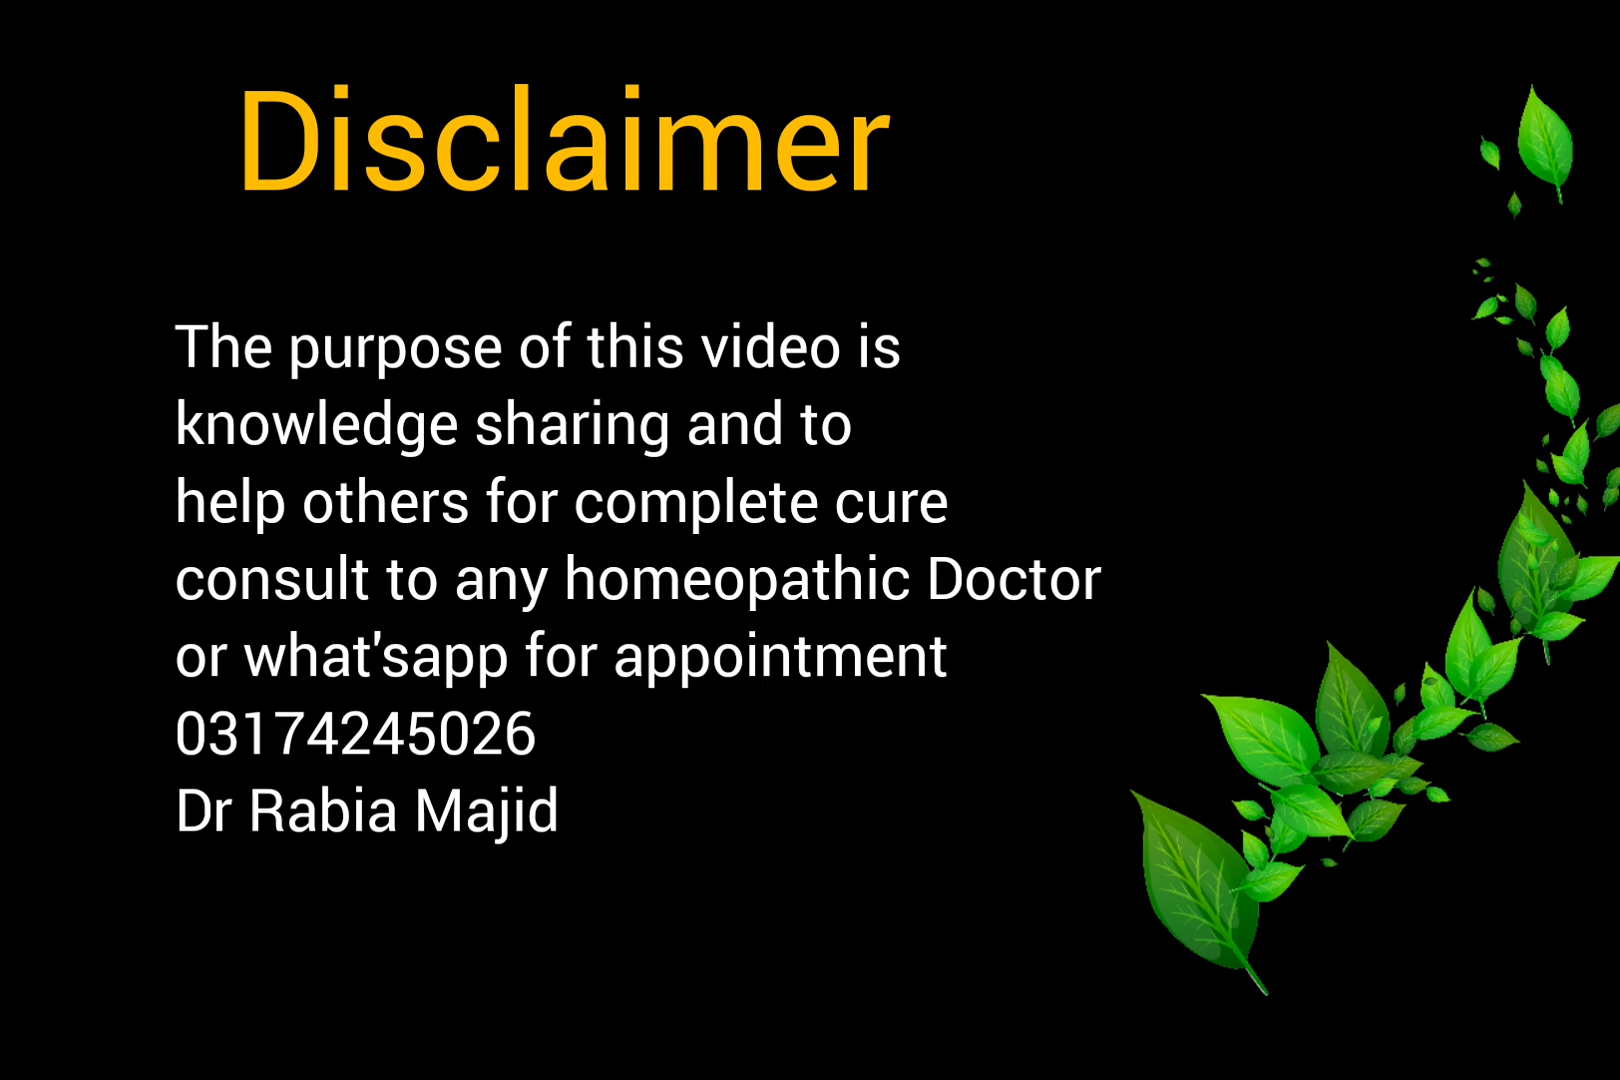 Disclaimer
The purpose of this video is
knowledge sharing and to
help others for complete cure
consult to any homeopathic Doctor
or what'sapp for appointment
03174245026
Dr Rabia Majid